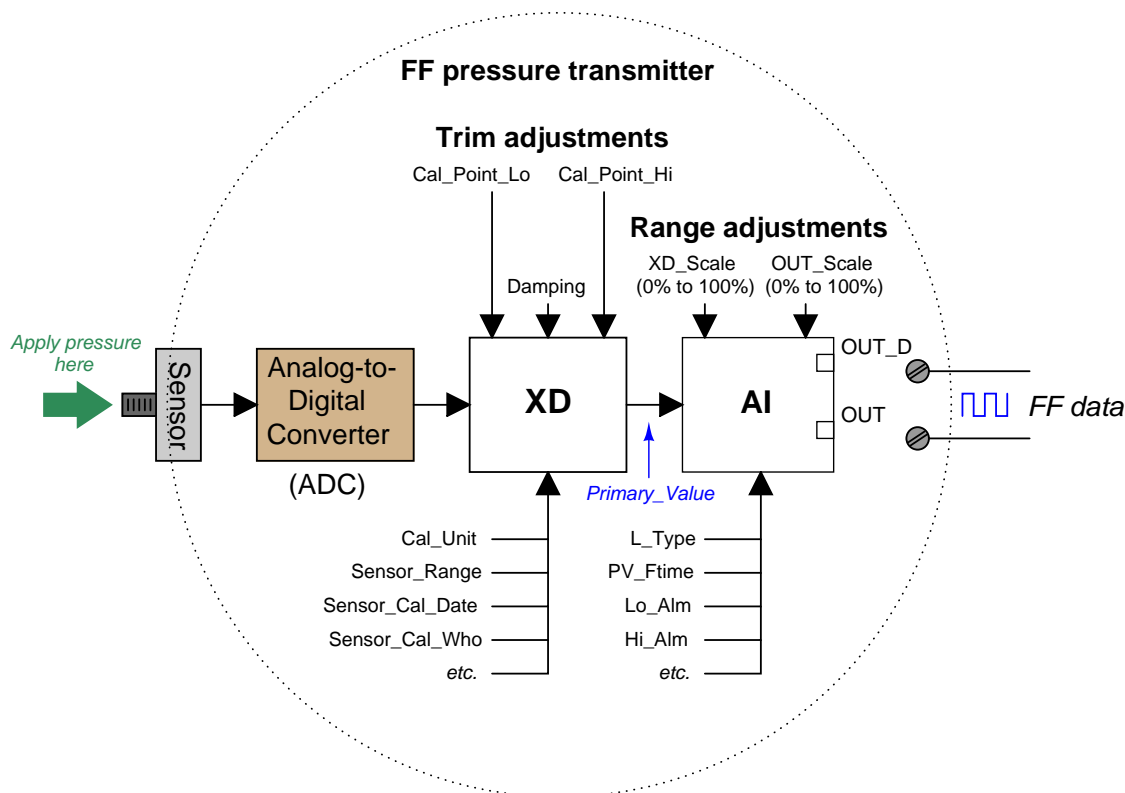 FF pressure transmitter
Trim adjustments
Cal_Point_Lo Cal_Point_Hi
Range adjustments
XD_Scale
(0% to 100%)
OUT_Scale
(0% to 100%)
Damping
Apply pressure
here
Sensor
Analog-to-
Digital
Converter
(ADC)
XD
AI
OUT_D
OUT
FF data
Primary_Value
Cal_Unit
Sensor_Range
Sensor_Cal_Date
Sensor_Cal_Who
etc.
L_Type
PV_Ftime
Lo_Alm
Hi_Alm
etc.